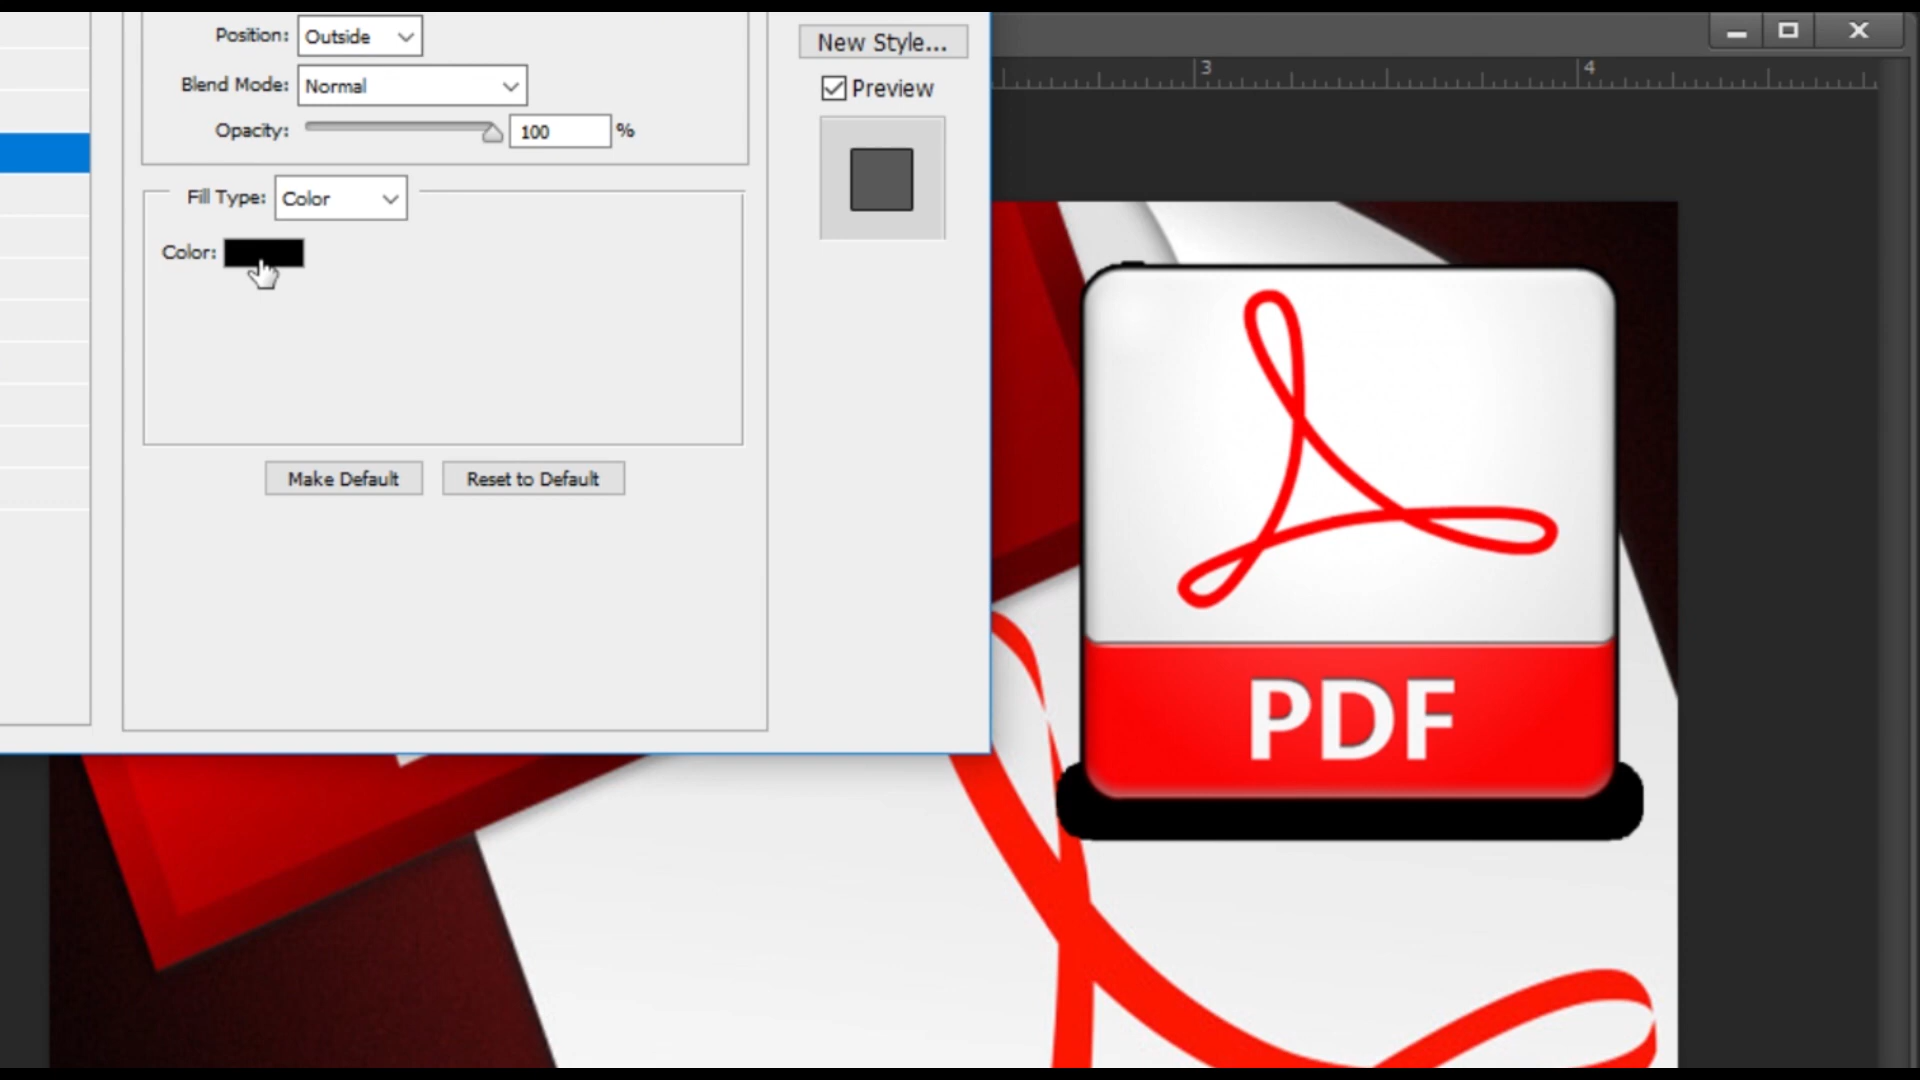 Position: Outside
Blend Mode: Normal
Opacity: 100 %
Fill Type: Color
Color:
Make Default
Reset to Default
New Style...
Preview
3
4
PDF